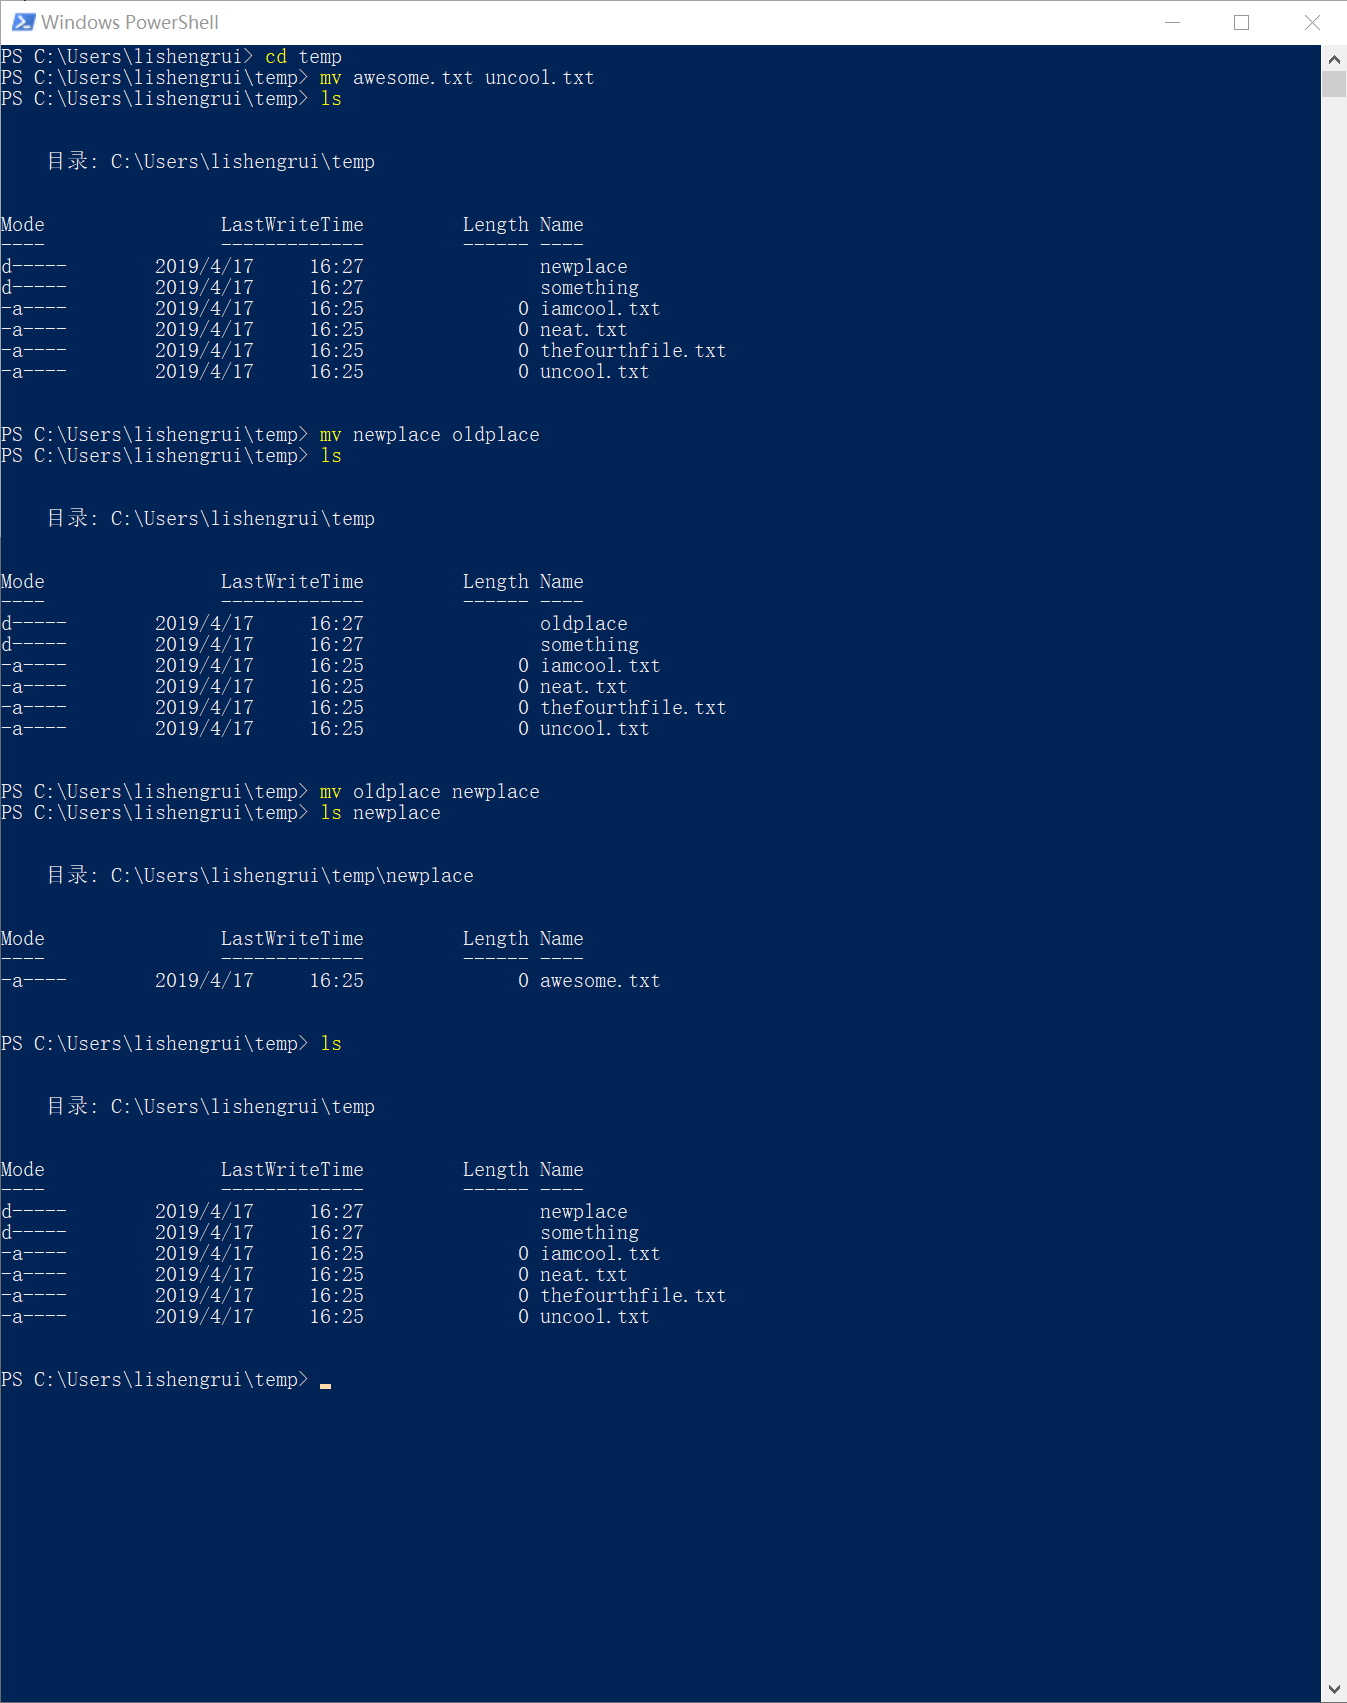 Windows PowerShell
PS C:\Users\lishengrui> cd temp
PS C:\Users\lishengrui\temp> mv awesome.txt uncool.txt
PS C:\Users\lishengrui\temp> ls
目录: C:\Users\lishengrui\temp
Mode                LastWriteTime         Length Name
----                -------------         ------ ----
d-----        2019/4/17     16:27                newplace
d-----        2019/4/17     16:27                something
-a----        2019/4/17     16:25              0 iamcool.txt
-a----        2019/4/17     16:25              0 neat.txt
-a----        2019/4/17     16:25              0 thefourthfile.txt
-a----        2019/4/17     16:25              0 uncool.txt
PS C:\Users\lishengrui\temp> mv newplace oldplace
PS C:\Users\lishengrui\temp> ls
目录: C:\Users\lishengrui\temp
Mode                LastWriteTime         Length Name
----                -------------         ------ ----
d-----        2019/4/17     16:27                oldplace
d-----        2019/4/17     16:27                something
-a----        2019/4/17     16:25              0 iamcool.txt
-a----        2019/4/17     16:25              0 neat.txt
-a----        2019/4/17     16:25              0 thefourthfile.txt
-a----        2019/4/17     16:25              0 uncool.txt
PS C:\Users\lishengrui\temp> mv oldplace newplace
PS C:\Users\lishengrui\temp> ls newplace
目录: C:\Users\lishengrui\temp\newplace
Mode                LastWriteTime         Length Name
----                -------------         ------ ----
-a----        2019/4/17     16:25              0 awesome.txt
PS C:\Users\lishengrui\temp> ls
目录: C:\Users\lishengrui\temp
Mode                LastWriteTime         Length Name
----                -------------         ------ ----
d-----        2019/4/17     16:27                newplace
d-----        2019/4/17     16:27                something
-a----        2019/4/17     16:25              0 iamcool.txt
-a----        2019/4/17     16:25              0 neat.txt
-a----        2019/4/17     16:25              0 thefourthfile.txt
-a----        2019/4/17     16:25              0 uncool.txt
PS C:\Users\lishengrui\temp>